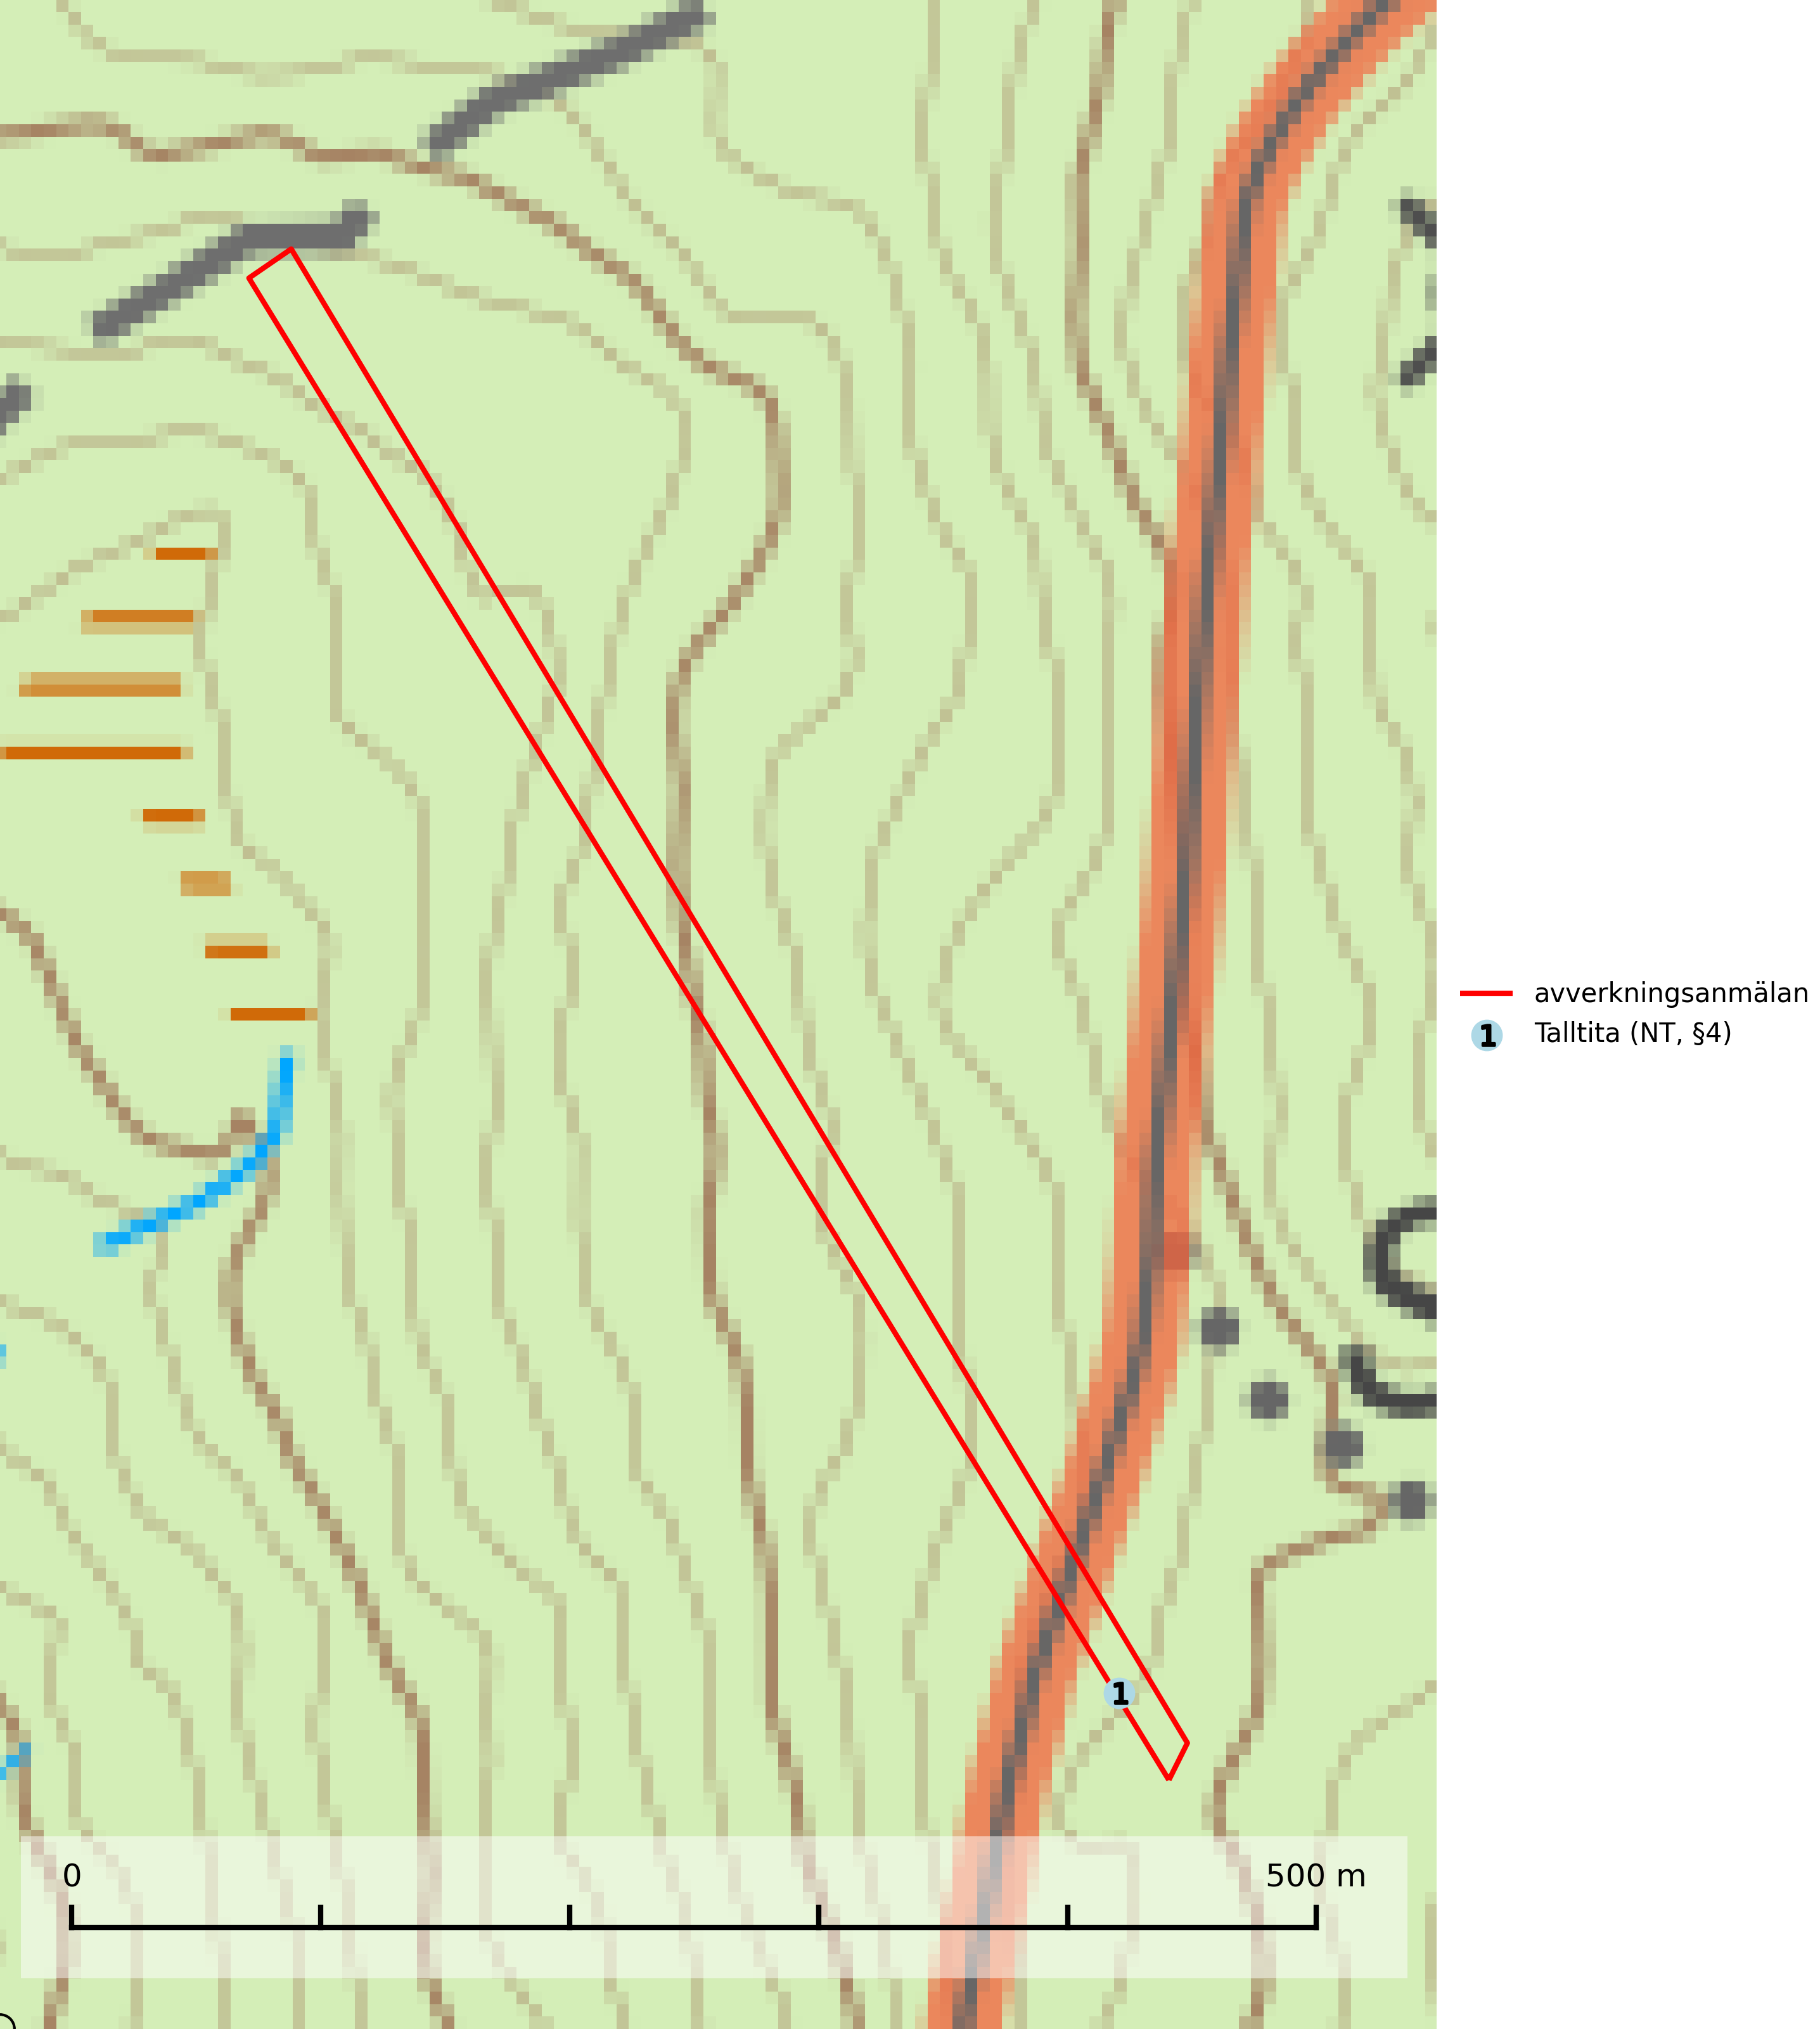 avverkningsanmälan
1 Talltita (NT, §4)
1
0 500 m